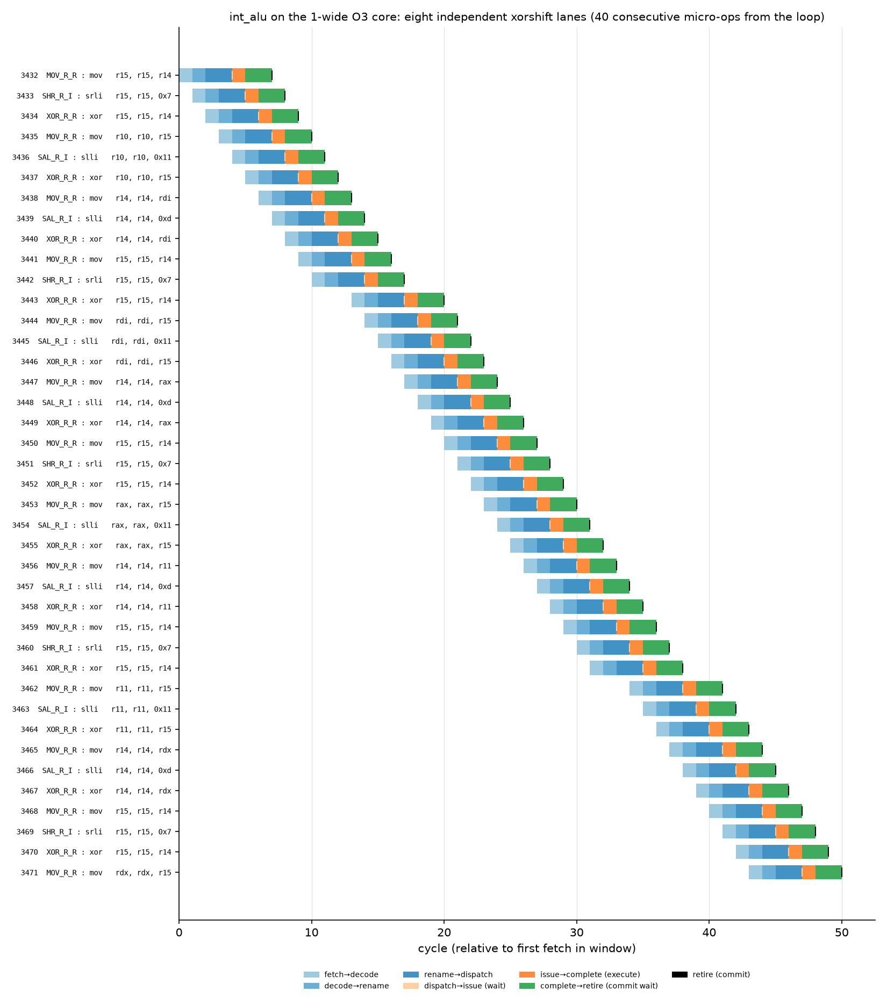 int_alu on the 1-wide O3 core: eight independent xorshift lanes (40 consecutive micro-ops from the loop)
3432  MOV_R_R : mov   r15, r15, r14
3433  SHR_R_I : srli   r15, r15, 0x7
3434  XOR_R_R : xor   r15, r15, r14
3435  MOV_R_R : mov   r10, r10, r15
3436  SAL_R_I : slli   r10, r10, 0x11
3437  XOR_R_R : xor   r10, r10, r15
3438  MOV_R_R : mov   r14, r14, rdi
3439  SAL_R_I : slli   r14, r14, 0xd
3440  XOR_R_R : xor   r14, r14, rdi
3441  MOV_R_R : mov   r15, r15, r14
3442  SHR_R_I : srli   r15, r15, 0x7
3443  XOR_R_R : xor   r15, r15, r14
3444  MOV_R_R : mov   rdi, rdi, r15
3445  SAL_R_I : slli   rdi, rdi, 0x11
3446  XOR_R_R : xor   rdi, rdi, r15
3447  MOV_R_R : mov   r14, r14, rax
3448  SAL_R_I : slli   r14, r14, 0xd
3449  XOR_R_R : xor   r14, r14, rax
3450  MOV_R_R : mov   r15, r15, r14
3451  SHR_R_I : srli   r15, r15, 0x7
3452  XOR_R_R : xor   r15, r15, r14
3453  MOV_R_R : mov   rax, rax, r15
3454  SAL_R_I : slli   rax, rax, 0x11
3455  XOR_R_R : xor   rax, rax, r15
3456  MOV_R_R : mov   r14, r14, r11
3457  SAL_R_I : slli   r14, r14, 0xd
3458  XOR_R_R : xor   r14, r14, r11
3459  MOV_R_R : mov   r15, r15, r14
3460  SHR_R_I : srli   r15, r15, 0x7
3461  XOR_R_R : xor   r15, r15, r14
3462  MOV_R_R : mov   r11, r11, r15
3463  SAL_R_I : slli   r11, r11, 0x11
3464  XOR_R_R : xor   r11, r11, r15
3465  MOV_R_R : mov   r14, r14, rdx
3466  SAL_R_I : slli   r14, r14, 0xd
3467  XOR_R_R : xor   r14, r14, rdx
3468  MOV_R_R : mov   r15, r15, r14
3469  SHR_R_I : srli   r15, r15, 0x7
3470  XOR_R_R : xor   r15, r15, r14
3471  MOV_R_R : mov   rdx, rdx, r15
0 10 20 30 40 50
cycle (relative to first fetch in window)
fetch→decode rename→dispatch issue→complete (execute) retire (commit)
decode→rename dispatch→issue (wait) complete→retire (commit wait)